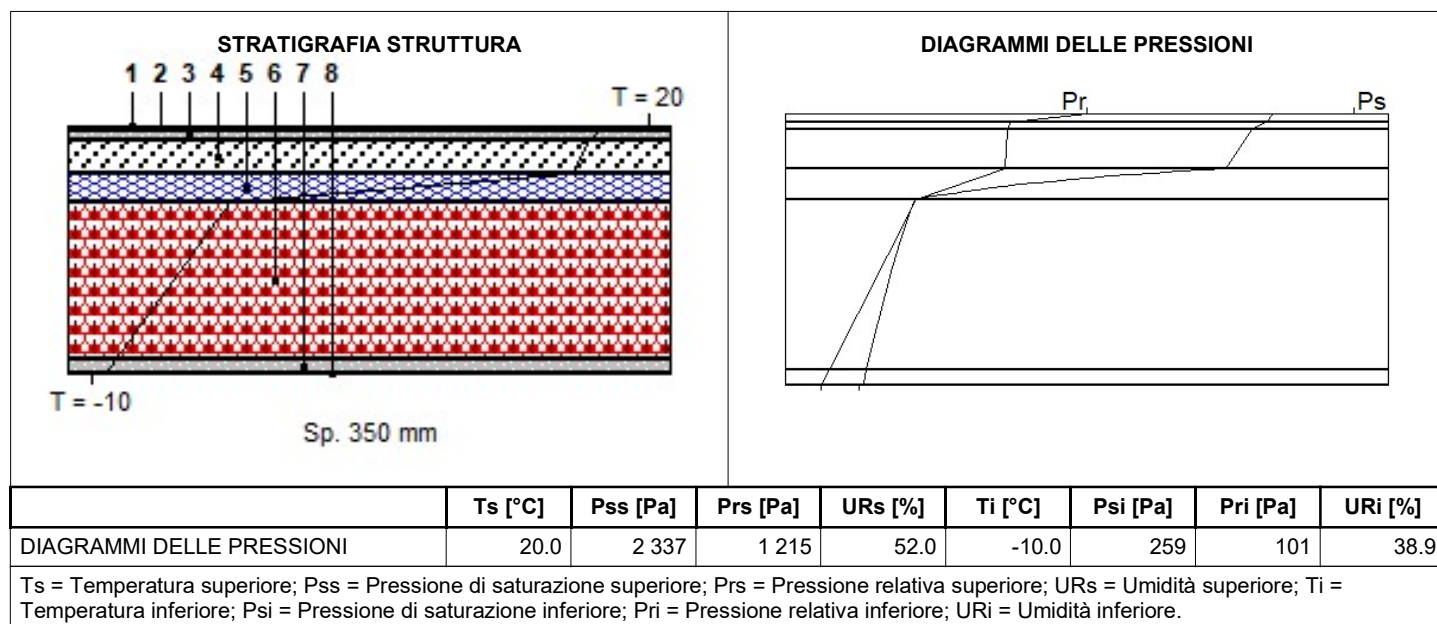 STRATIGRAFIA STRUTTURA
1 2 3 4 5 6 7 8
T = 20
T = -10
Sp. 350 mm
DIAGRAMMI DELLE PRESSIONI
Pr Ps
Ts [°C] Pss [Pa] Prs [Pa] URs [%] Ti [°C] Psi [Pa] Pri [Pa] URi [%]
DIAGRAMMI DELLE PRESSIONI 20.0 2 337 1 215 52.0 -10.0 259 101 38.9
Ts = Temperatura superiore; Pss = Pressione di saturazione superiore; Prs = Pressione relativa superiore; URs = Umidità superiore; Ti =
Temperatura inferiore; Psi = Pressione di saturazione inferiore; Pri = Pressione relativa inferiore; URi = Umidità inferiore.